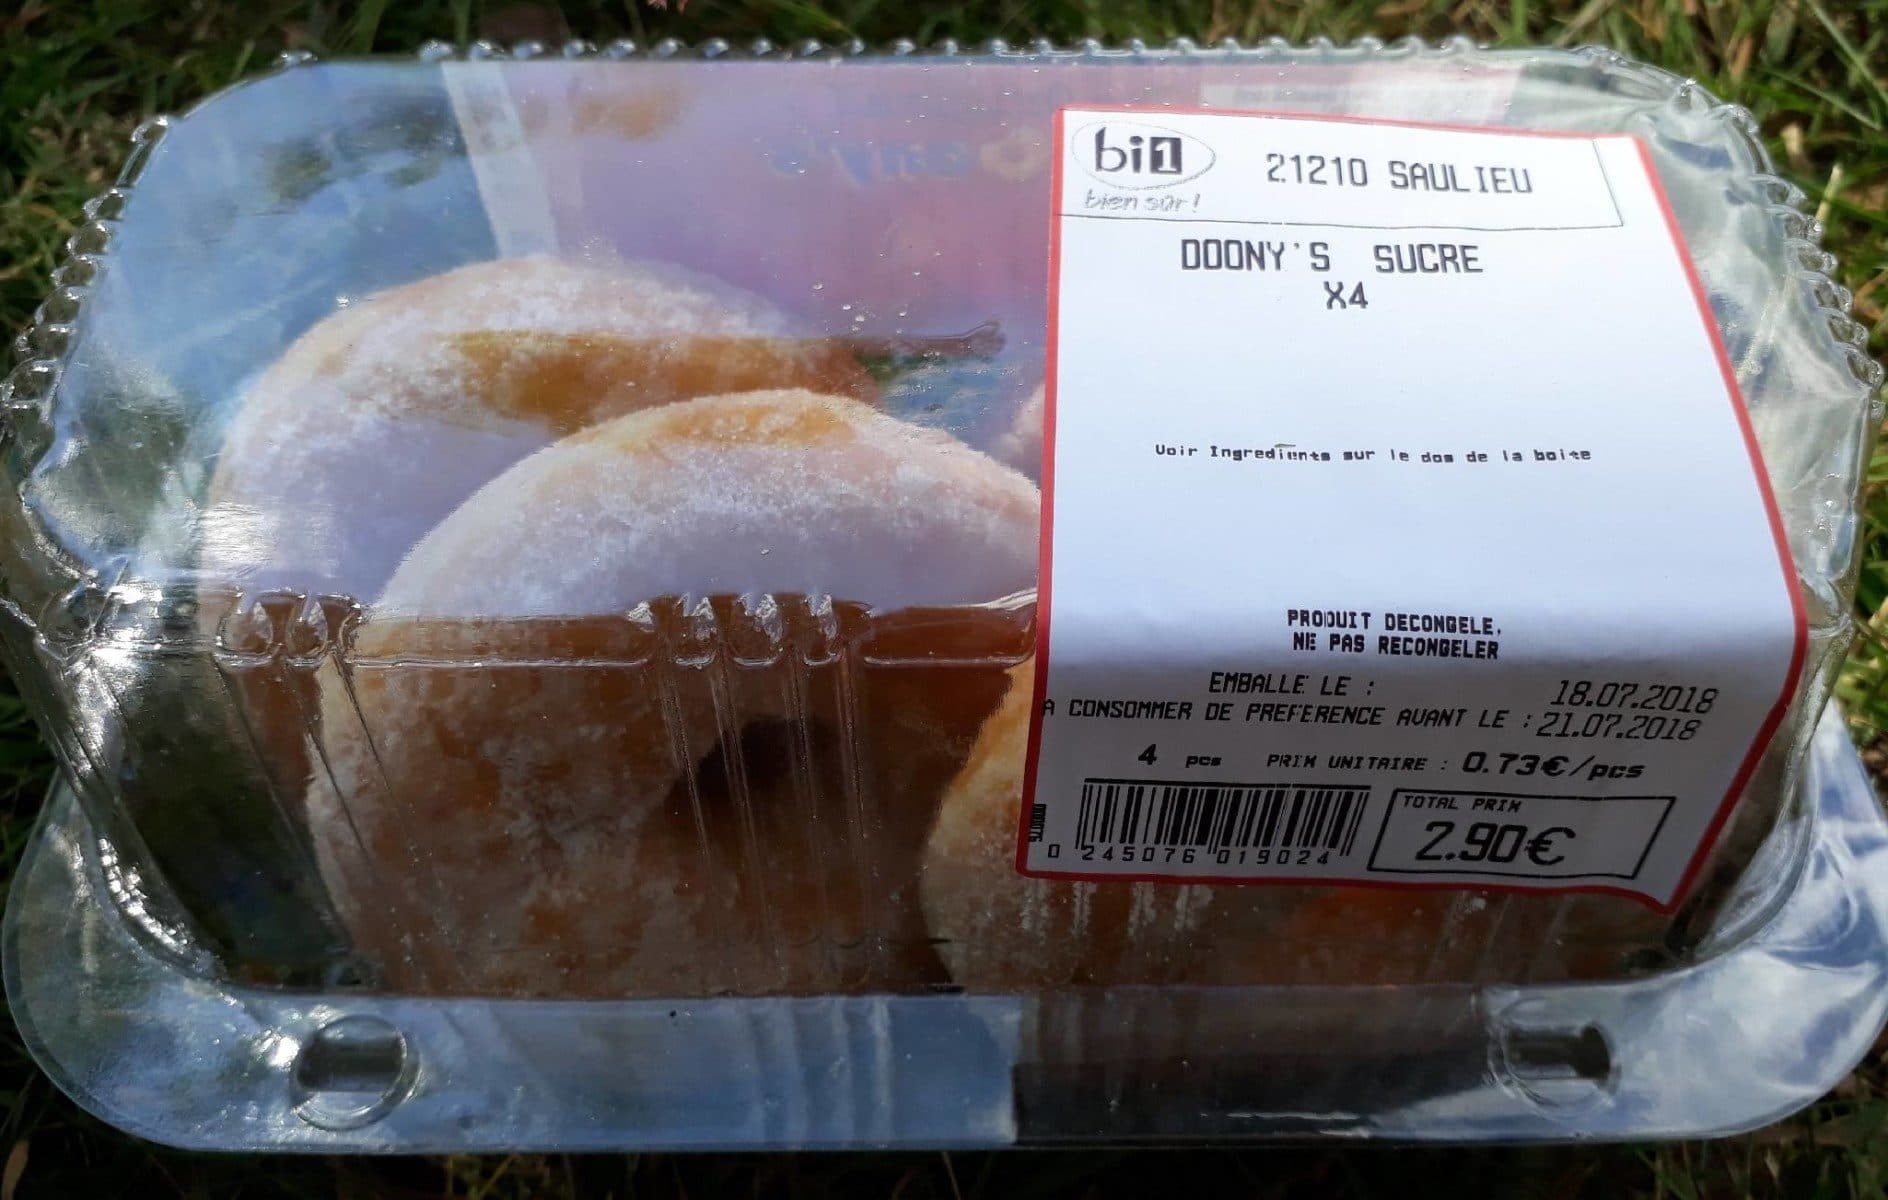 bi1
bien sûr!
21210 SAULIEU
DOONY'S SUCRE
X4
Voir Ingredients sur le dos de la boite
PRODUIT DECONGELE,
NE PAS RECONGELER
EMBALLE LE : 18.07.2018
A CONSOMMER DE PREFERENCE AVANT LE : 21.07.2018
4 pcs PRIX UNITAIRE : 0.73€/pcs
TOTAL PRIX
2.90€
0 245076 019024